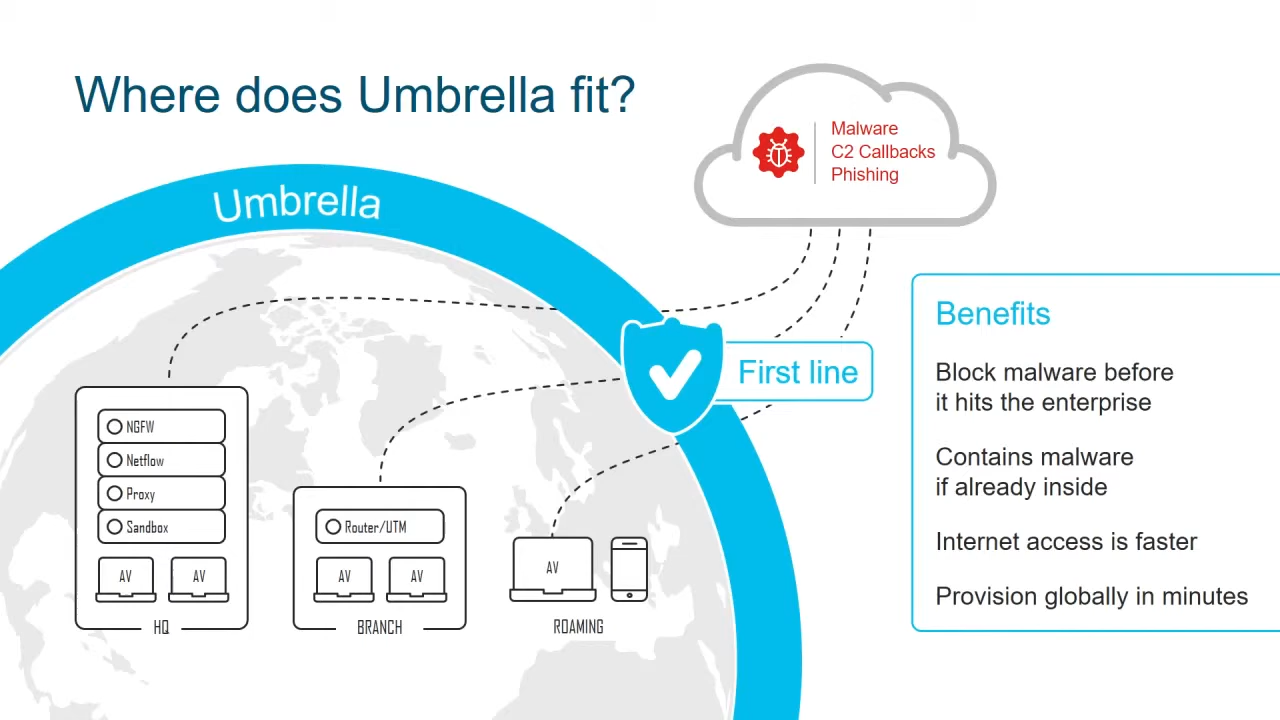 Where does Umbrella fit?
Malware
C2 Callbacks
Phishing
Umbrella
First line
Benefits
Block malware before
it hits the enterprise
Contains malware
if already inside
Internet access is faster
Provision globally in minutes
NGFW
Netflow
Proxy
Sandbox
AV
AV
HQ
Router/UTM
AV
AV
BRANCH
AV
ROAMING